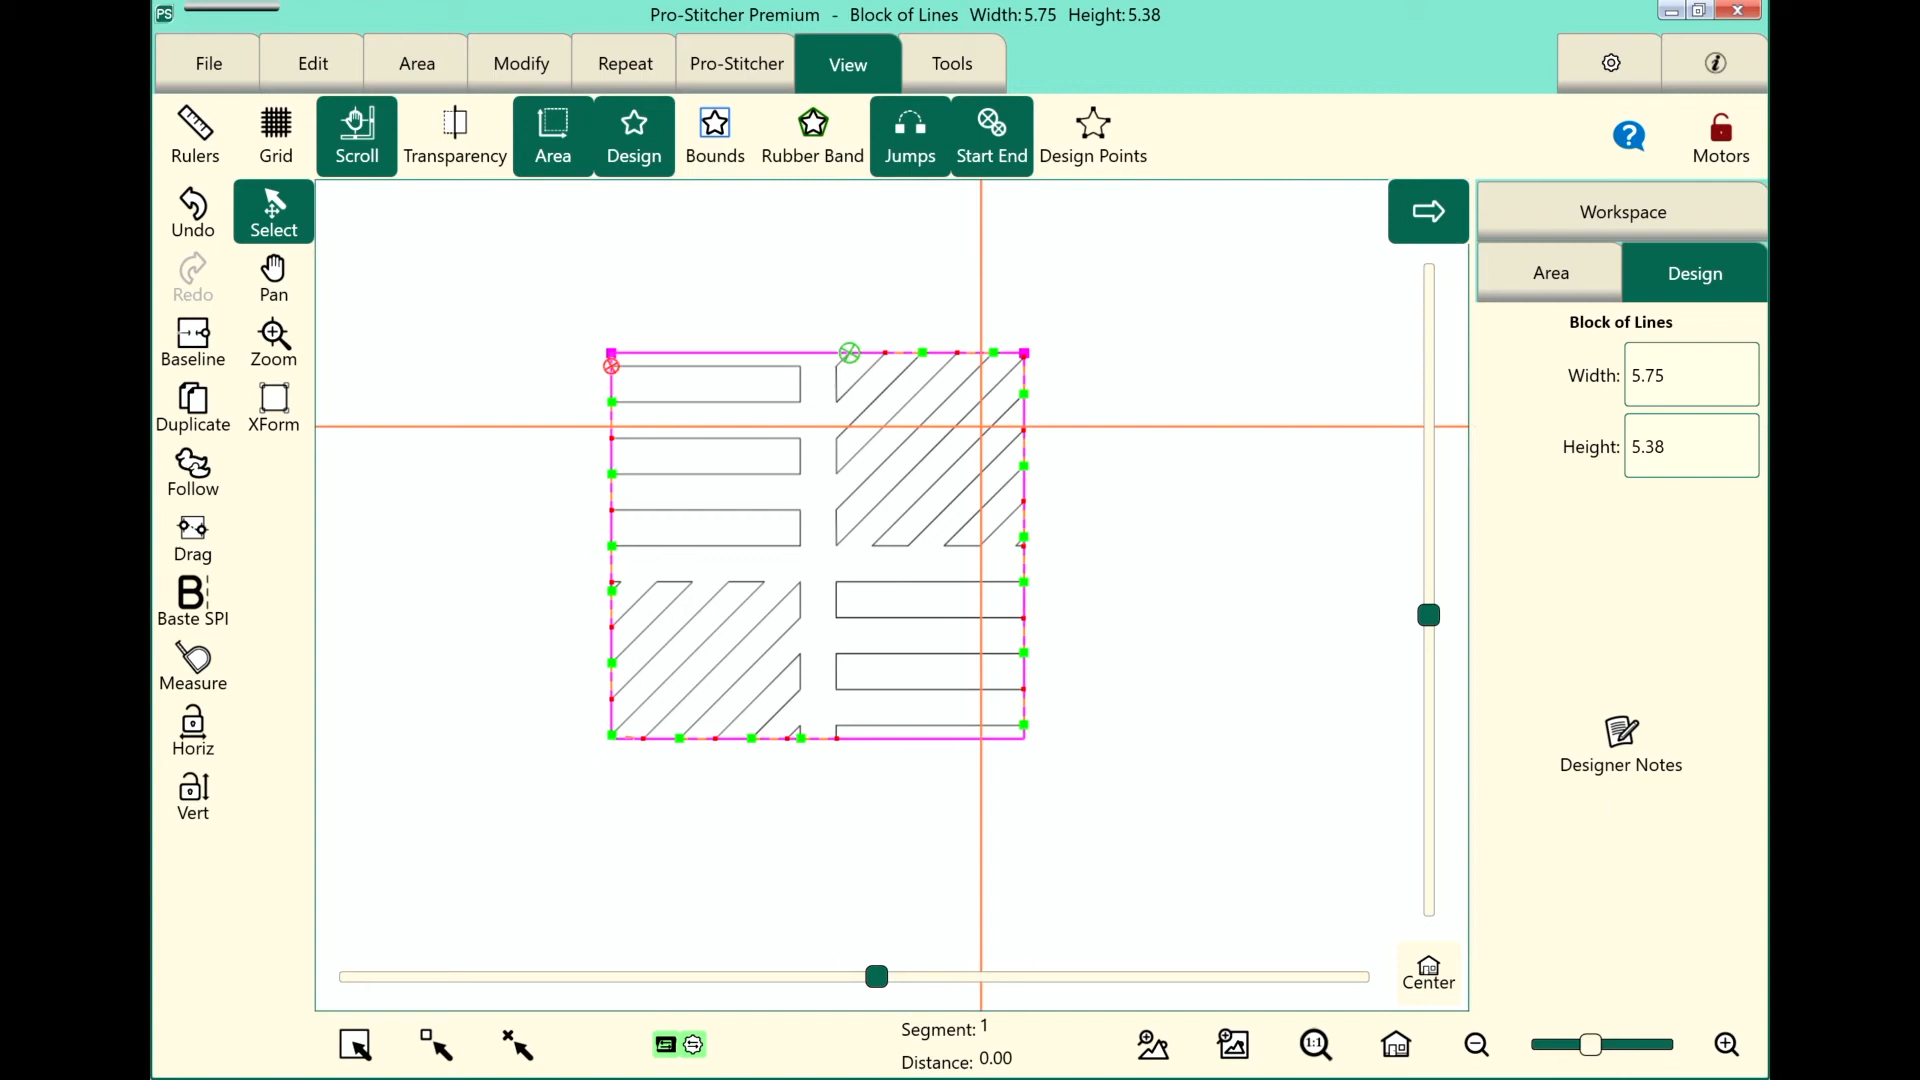 PS
Pro-Stitcher Premium - Block of Lines Width:5.75 Height:5.38
File Edit Area Modify Repeat Pro-Stitcher View Tools
Rulers Grid Scroll Transparency Area Design Bounds Rubber Band Jumps Start End Design Points Motors
Undo Select
Redo Pan
Baseline Zoom
Duplicate XForm
Follow
Drag
B
Baste SPI
Measure
Horiz
Vert
Workspace
Area Design
Block of Lines
Width: 5.75
Height: 5.38
Designer Notes
Center
Segment: 1
Distance: 0.00
1:1